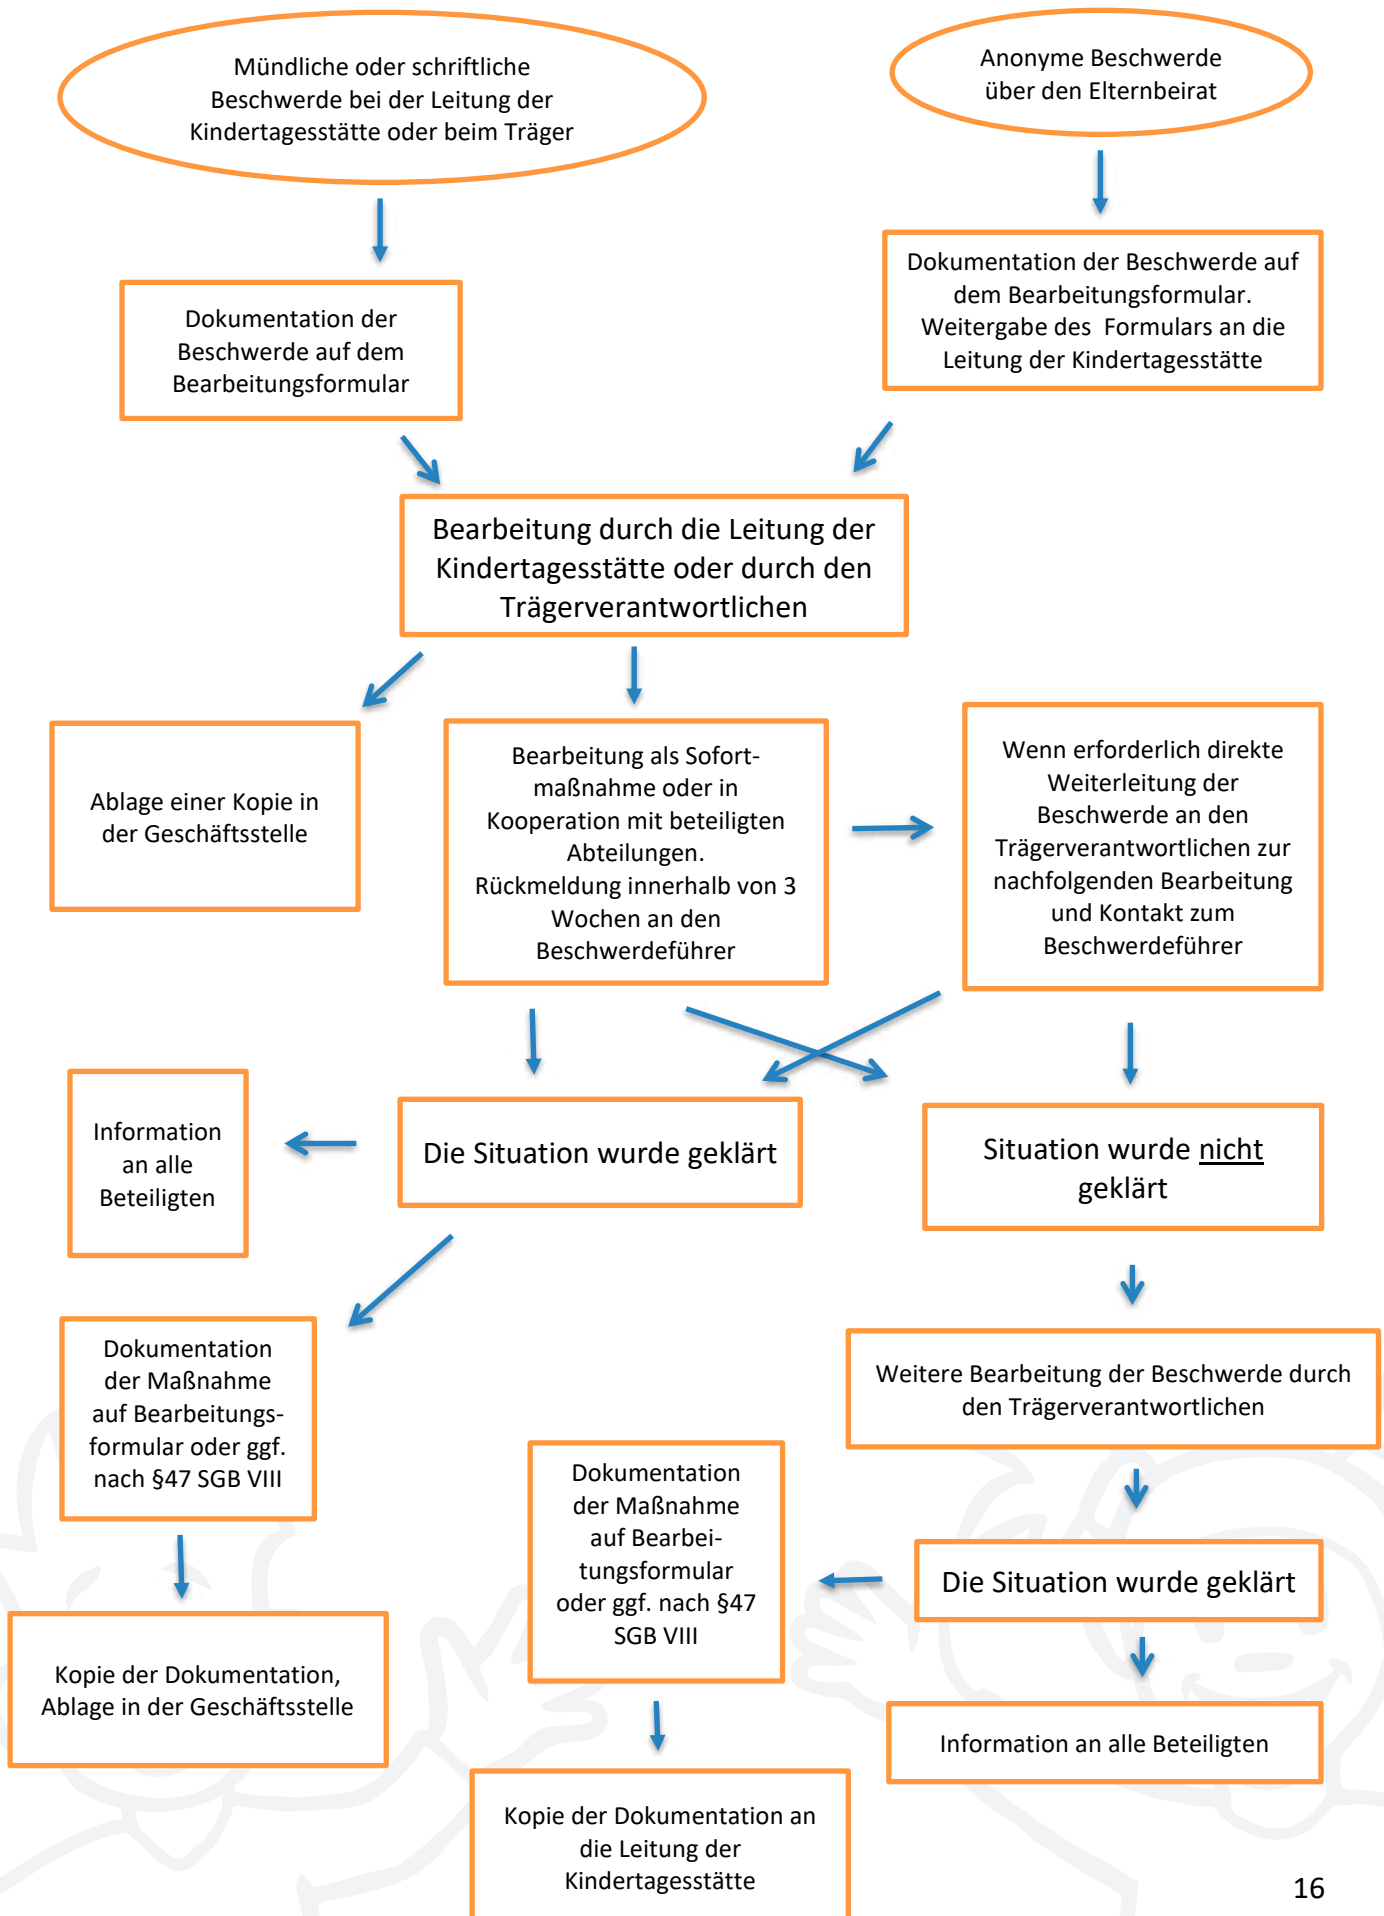 Mündliche oder schriftliche
Beschwerde bei der Leitung der
Kindertagesstätte oder beim Träger
Anonyme Beschwerde
über den Elternbeirat
Dokumentation der
Beschwerde auf dem
Bearbeitungsformular
Dokumentation der Beschwerde auf
dem Bearbeitungsformular.
Weitergabe des  Formulars an die
Leitung der Kindertagesstätte
Bearbeitung durch die Leitung der
Kindertagesstätte oder durch den
Trägerverantwortlichen
Ablage einer Kopie in
der Geschäftsstelle
Bearbeitung als Sofort-
maßnahme oder in
Kooperation mit beteiligten
Abteilungen.
Rückmeldung innerhalb von 3
Wochen an den
Beschwerdeführer
Wenn erforderlich direkte
Weiterleitung der
Beschwerde an den
Trägerverantwortlichen zur
nachfolgenden Bearbeitung
und Kontakt zum
Beschwerdeführer
Information
an alle
Beteiligten
Die Situation wurde geklärt
Situation wurde nicht
geklärt
Dokumentation
der Maßnahme
auf Bearbeitungs-
formular oder ggf.
nach §47 SGB VIII
Weitere Bearbeitung der Beschwerde durch
den Trägerverantwortlichen
Dokumentation
der Maßnahme
auf Bearbei-
tungsformular
oder ggf. nach §47
SGB VIII
Die Situation wurde geklärt
Kopie der Dokumentation,
Ablage in der Geschäftsstelle
Information an alle Beteiligten
Kopie der Dokumentation an
die Leitung der
Kindertagesstätte
16